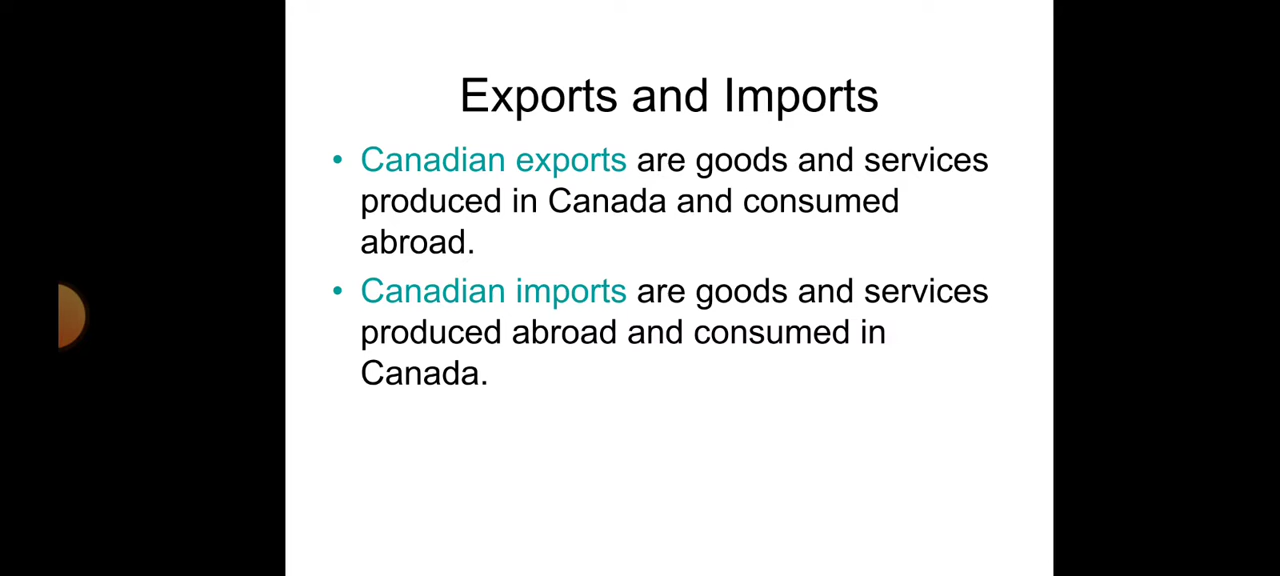 Exports and Imports
• Canadian exports are goods and services
produced in Canada and consumed
abroad.
• Canadian imports are goods and services
produced abroad and consumed in
Canada.